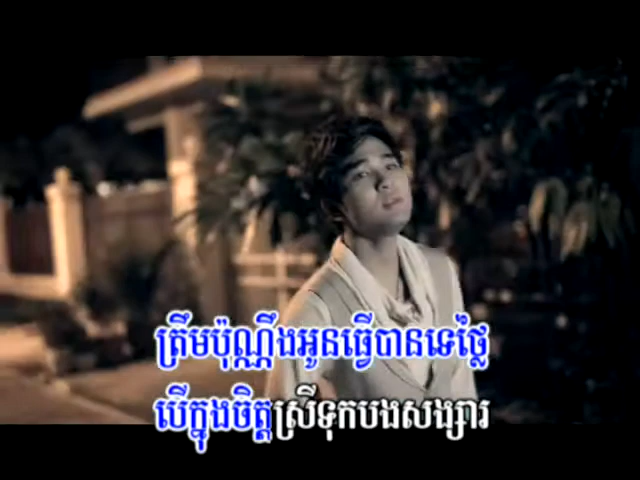 ត្រឹមប៉ុណ្ណឹងអូនធ្វើបានទេថ្លៃ
បើក្នុងចិត្តស្រីទុកបងសង្សារ